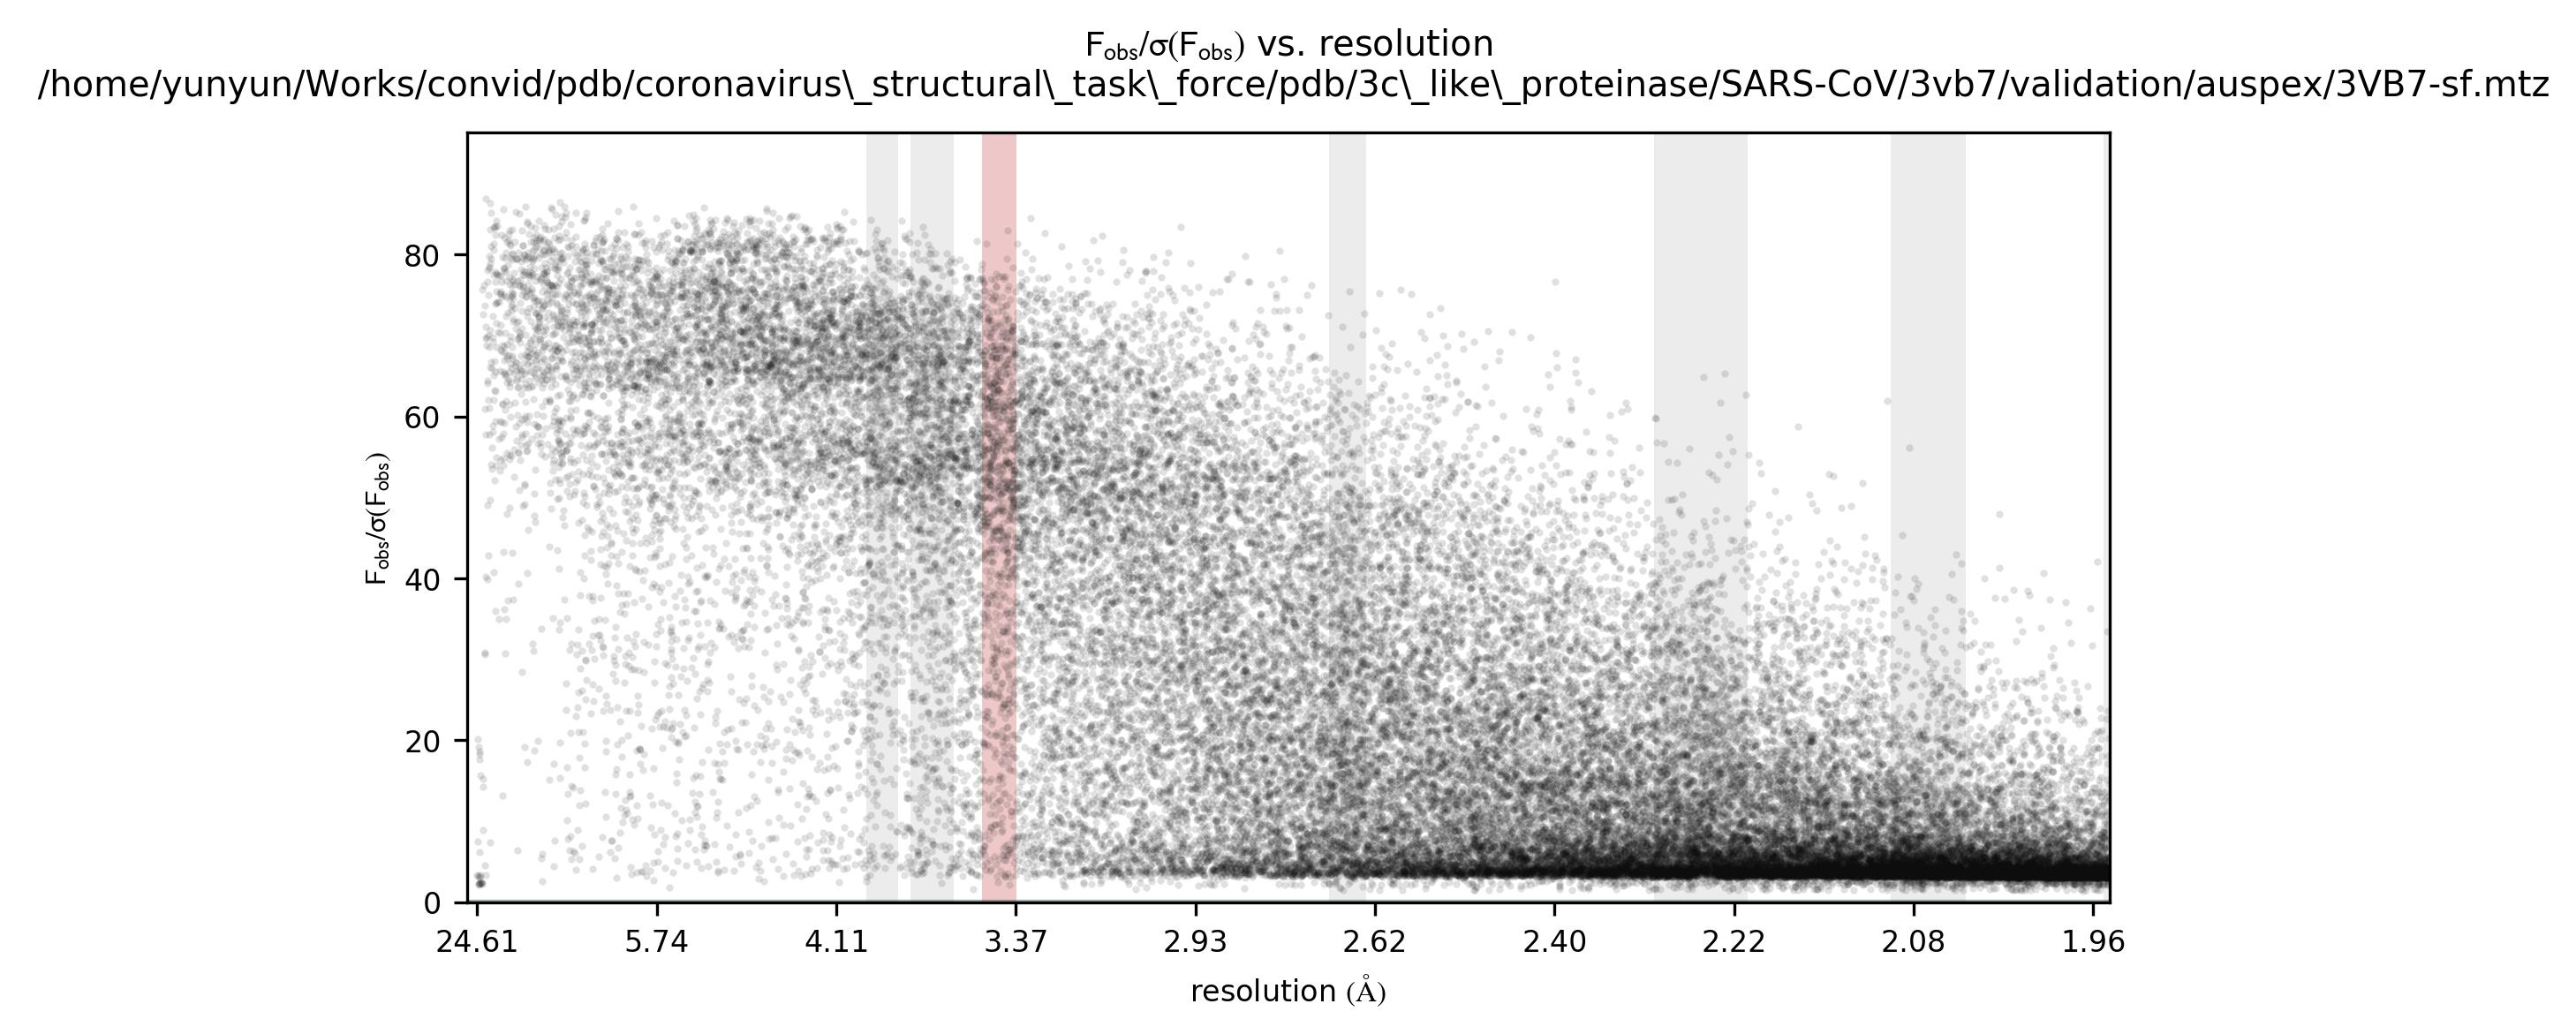 Fobs/σ(Fobs) vs. resolution
/home/yunyun/Works/convid/pdb/coronavirus\_structural\_task\_force/pdb/3c\_like\_proteinase/SARS-CoV/3vb7/validation/auspex/3VB7-sf.mtz
Fobs/σ(Fobs)
80
60
40
20
0
24.61 5.74 4.11 3.37 2.93 2.62 2.40 2.22 2.08 1.96
resolution (Å)